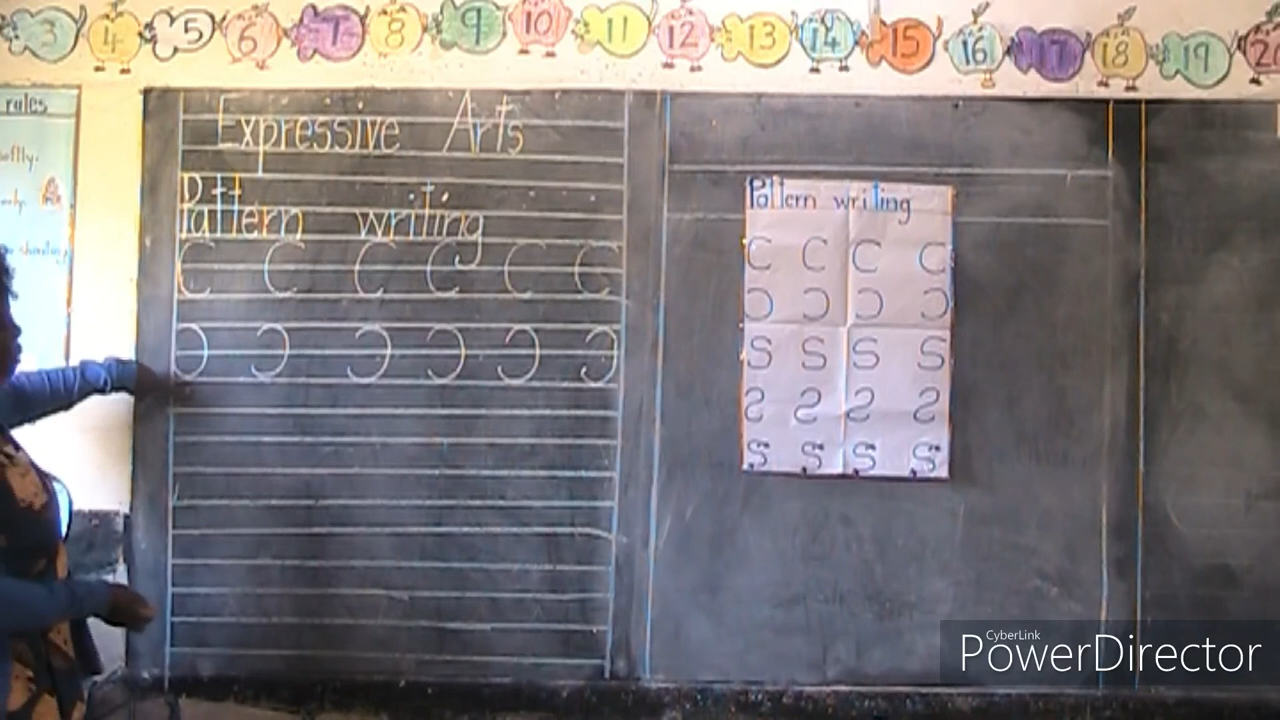 3 4 5 6 7 8 9 10 11 12 13 14 15 16 17 18 19
rules
Expressive Arts
Pattern writing
C C C C C C
Ɔ Ɔ Ɔ Ɔ Ɔ Ɔ
Pattern writing
C C C C
Ɔ Ɔ Ɔ Ɔ
S S S S
Ƨ Ƨ Ƨ Ƨ
S S S S
CyberLink
PowerDirector